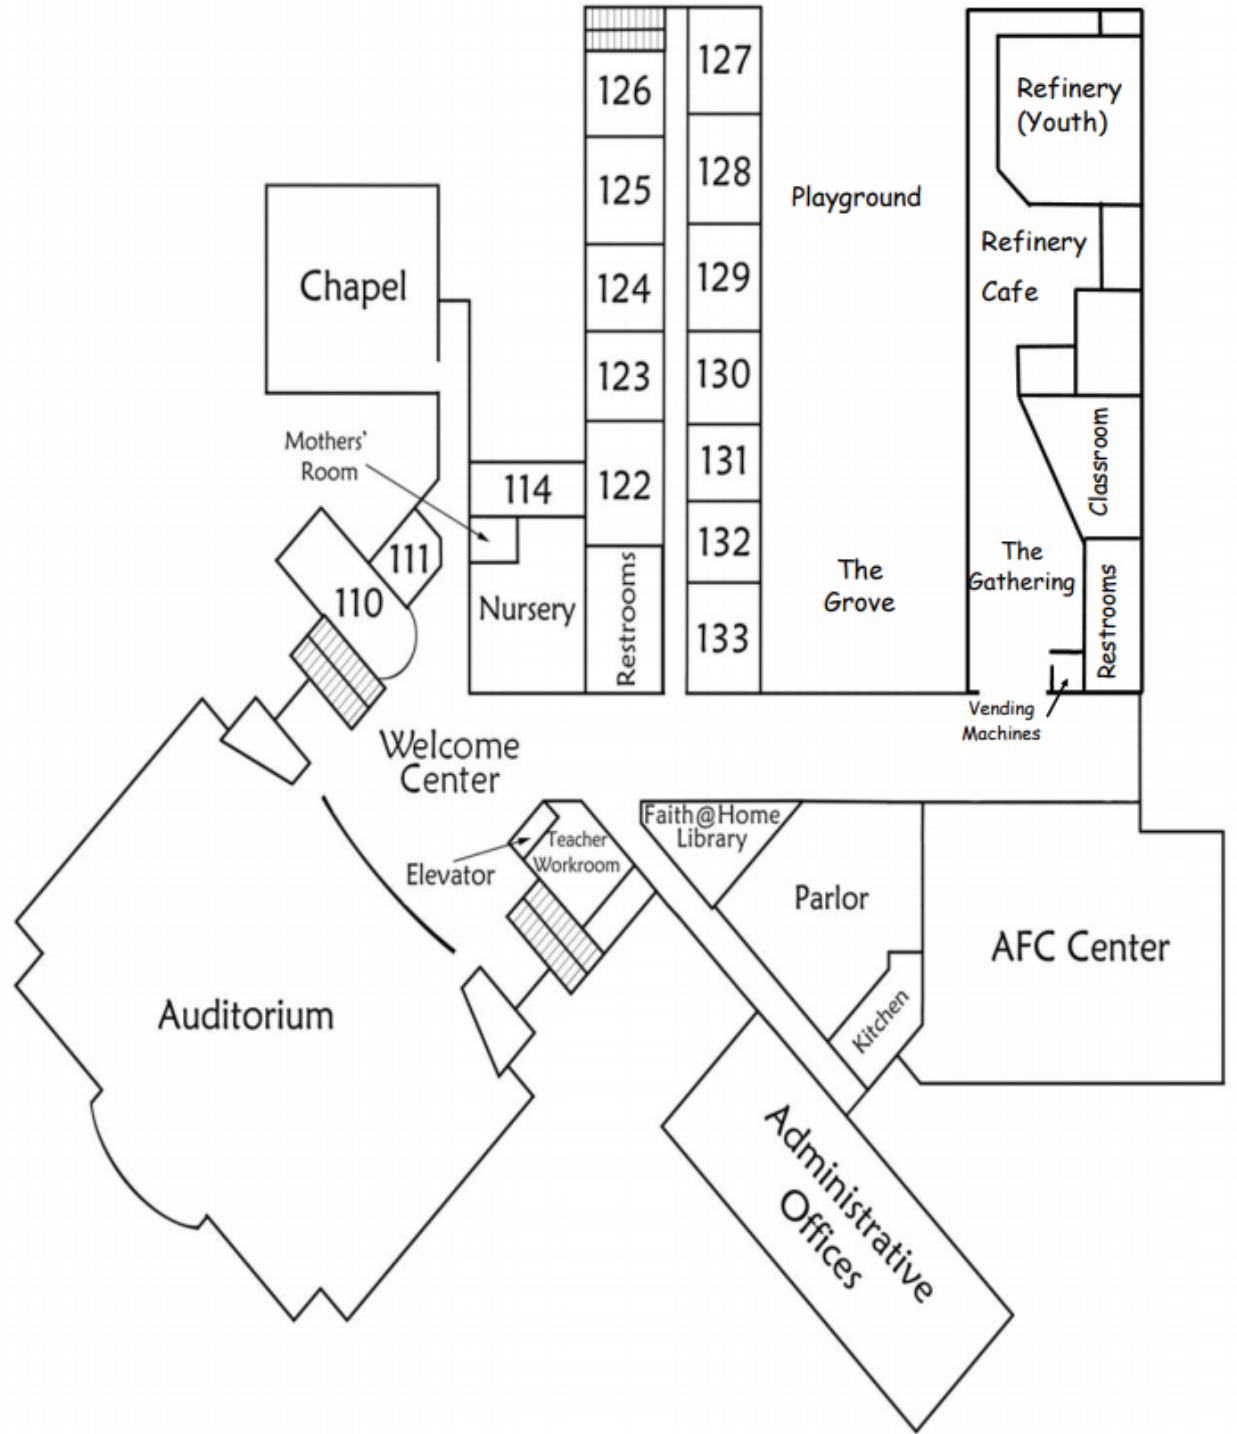 127
126
Refinery
(Youth)
128
125
Playground
Refinery
Cafe
129
124
Chapel
130
123
Mothers'
Room
131
Classroom
114
122
132
111
The
Gathering
The
Grove
110
Nursery
Restrooms
133
Restrooms
Vending
Machines
Welcome
Center
Faith@Home
Library
Teacher
Workroom
Elevator
Parlor
AFC Center
Auditorium
Kitchen
Administrative
Offices